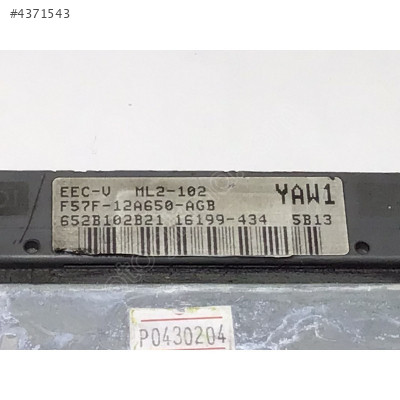 #4371543
EEC-V ML2-102 YAW1
F57F-12A650-AGB
652B102B21 16199-434 5B13
P0430204